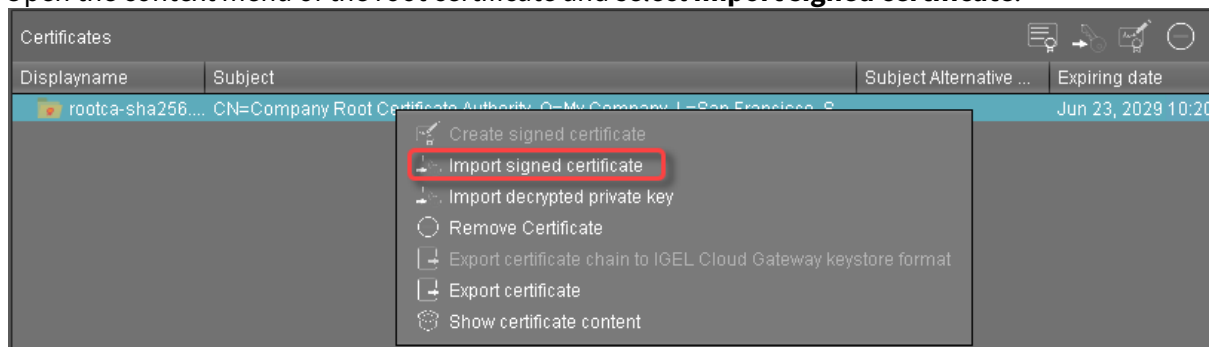 Open the context menu of the root certificate and select Import signed certificate.
Certificates
Displayname Subject Subject Alternative ... Expiring date
rootca-sha256.... CN=Company Root Certificate Authority, O=My Company, L=San Francisco, S Jun 23, 2029 10:20
Create signed certificate
Import signed certificate
Import decrypted private key
Remove Certificate
Export certificate chain to IGEL Cloud Gateway keystore format
Export certificate
Show certificate content